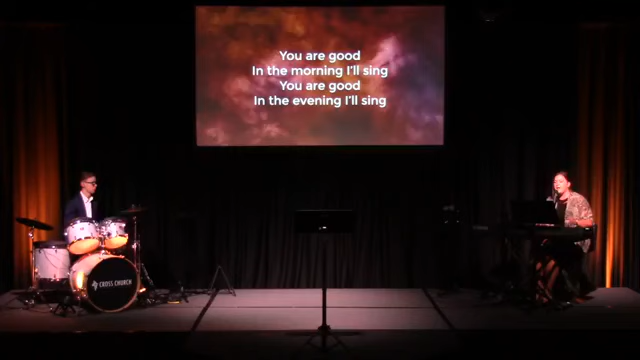 You are good
In the morning I'll sing
You are good
In the evening I'll sing
CROSS CHURCH